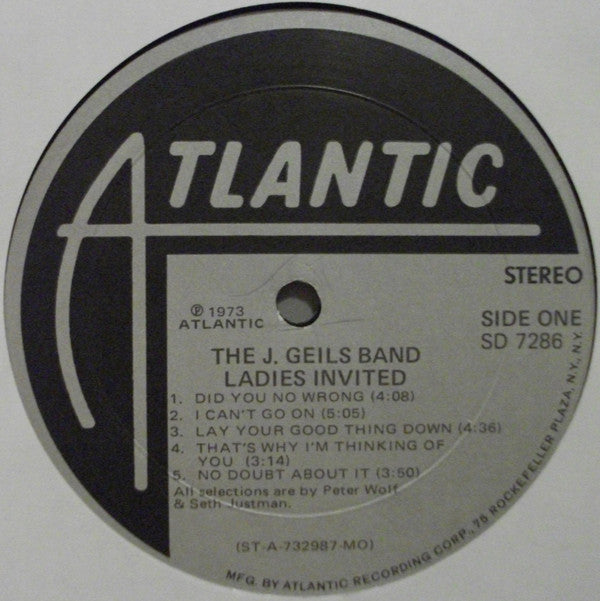 ATLANTIC
STEREO
℗ 1973
ATLANTIC
SIDE ONE
SD 7286
THE J. GEILS BAND
LADIES INVITED
1. DID YOU NO WRONG (4:08)
2. I CAN'T GO ON (5:05)
3. LAY YOUR GOOD THING DOWN (4:36)
4. THAT'S WHY I'M THINKING OF
YOU (3:14)
5. NO DOUBT ABOUT IT (3:50)
All selections are by Peter Wolf
& Seth Justman.
(ST-A-732987-MO)
MFG. BY ATLANTIC RECORDING CORP., 75 ROCKEFELLER PLAZA, N.Y., N.Y.